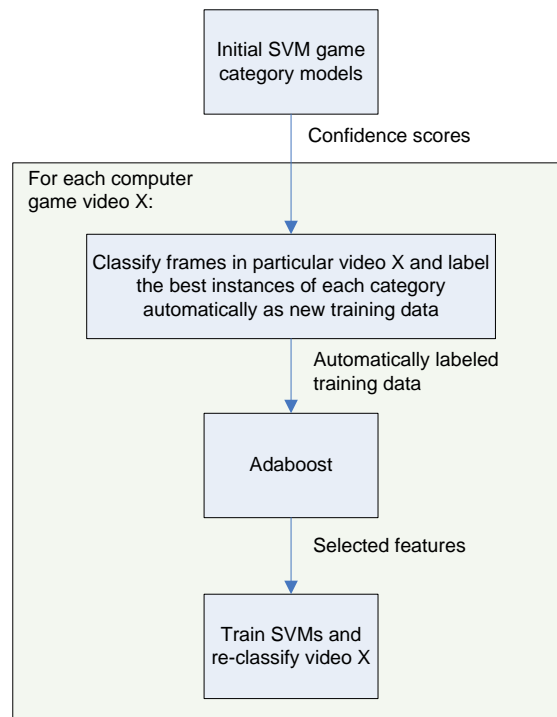 Initial SVM game
category models
Confidence scores
For each computer
game video X:
Classify frames in particular video X and label
the best instances of each category
automatically as new training data
Automatically labeled
training data
Adaboost
Selected features
Train SVMs and
re-classify video X